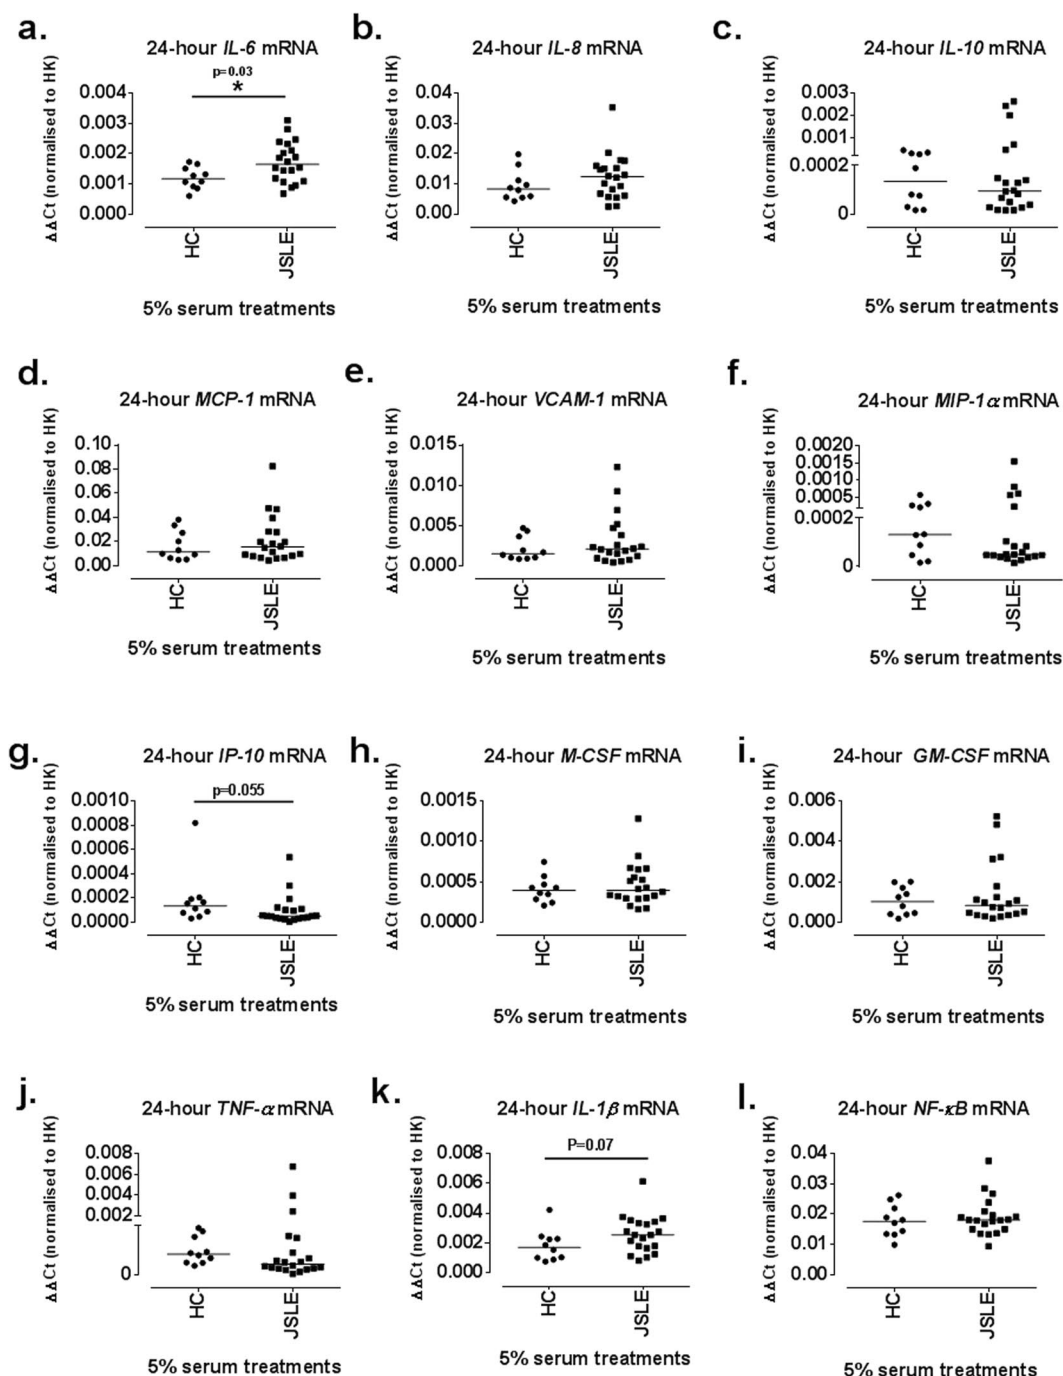 a.
24-hour IL-6 mRNA
p=0.03
*
ΔΔCt (normalised to HK)
0.004
0.003
0.002
0.001
0.000
HC
JSLE
5% serum treatments
b.
24-hour IL-8 mRNA
ΔΔCt (normalised to HK)
0.04
0.03
0.02
0.01
0.00
HC
JSLE
5% serum treatments
c.
24-hour IL-10 mRNA
ΔΔCt (normalised to HK)
0.003
0.002
0.001
0.0002
0
HC
JSLE
5% serum treatments
d.
24-hour MCP-1 mRNA
ΔΔCt (normalised to HK)
0.10
0.08
0.06
0.04
0.02
0.00
HC
JSLE
5% serum treatments
e.
24-hour VCAM-1 mRNA
ΔΔCt (normalised to HK)
0.015
0.010
0.005
0.000
HC
JSLE
5% serum treatments
f.
24-hour MIP-1α mRNA
ΔΔCt (normalised to HK)
0.0020
0.0015
0.0010
0.0005
0.0002
0
HC
JSLE
5% serum treatments
g.
24-hour IP-10 mRNA
p=0.055
ΔΔCt (normalised to HK)
0.0010
0.0008
0.0006
0.0004
0.0002
0.0000
HC
JSLE
5% serum treatments
h.
24-hour M-CSF mRNA
ΔΔCt (normalised to HK)
0.0015
0.0010
0.0005
0.0000
HC
JSLE
5% serum treatments
i.
24-hour GM-CSF mRNA
ΔΔCt (normalised to HK)
0.006
0.004
0.002
0.000
HC
JSLE
5% serum treatments
j.
24-hour TNF-α mRNA
ΔΔCt (normalised to HK)
0.008
0.006
0.004
0.002
0
HC
JSLE
5% serum treatments
k.
24-hour IL-1β mRNA
P=0.07
ΔΔCt (normalised to HK)
0.008
0.006
0.004
0.002
0.000
HC
JSLE
5% serum treatments
l.
24-hour NF-κB mRNA
ΔΔCt (normalised to HK)
0.04
0.03
0.02
0.01
0.00
HC
JSLE
5% serum treatments